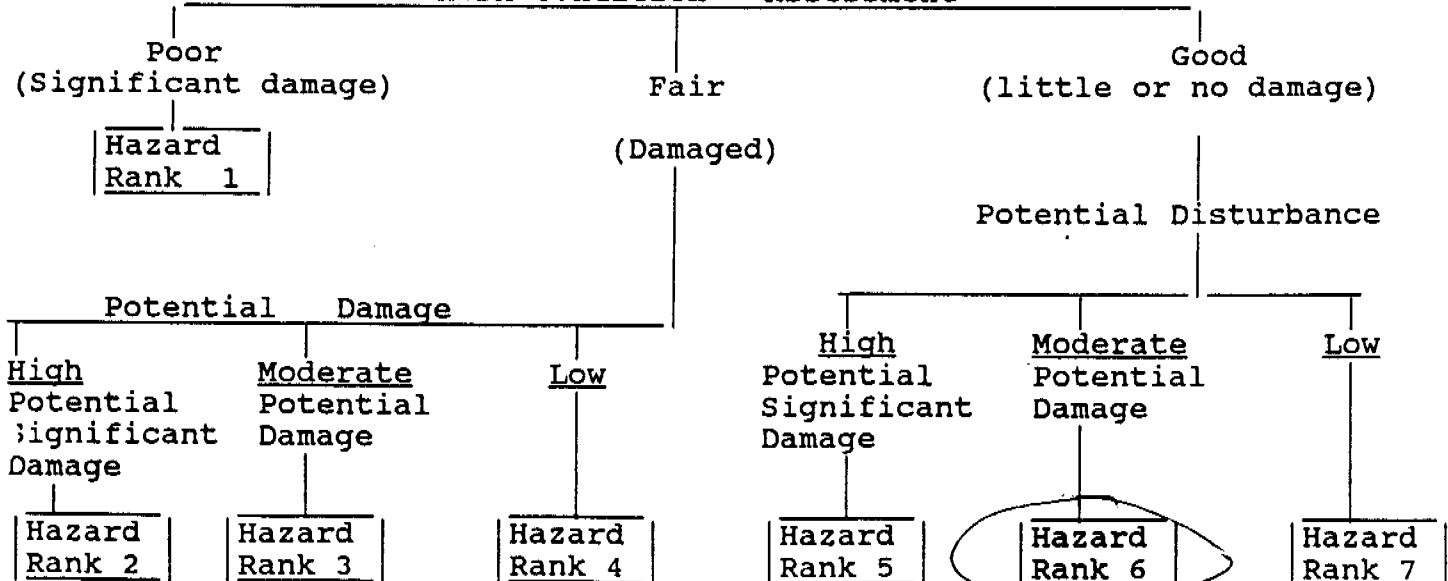 Poor
(Significant damage)
Hazard
Rank 1
Fair
(Damaged)
Good
(little or no damage)
Potential Disturbance
Potential Damage
High
Potential
Significant
Damage
Hazard
Rank 2
Moderate
Potential
Damage
Hazard
Rank 3
Low
Hazard
Rank 4
High
Potential
Significant
Damage
Hazard
Rank 5
Moderate
Potential
Damage
Hazard
Rank 6
Low
Hazard
Rank 7